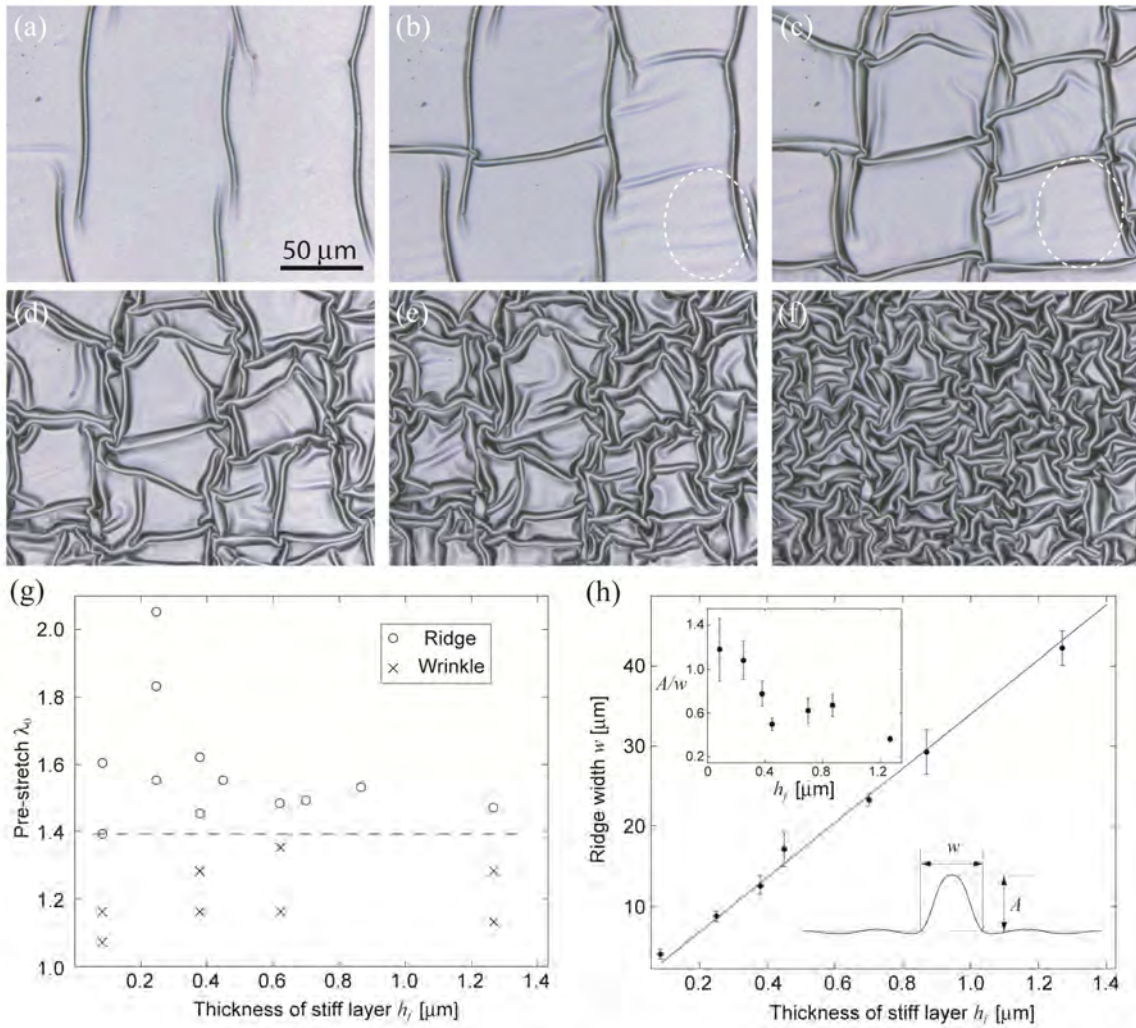 (a)
(b)
(c)
50 μm
(d)
(e)
(f)
(g)
2.0
1.8
1.6
1.4
1.2
1.0
Pre-stretch λ₀
Ridge
Wrinkle
0.2 0.4 0.6 0.8 1.0 1.2 1.4
Thickness of stiff layer h_f [μm]
(h)
40
30
20
10
Ridge width w [μm]
1.4
1.0
0.6
0.2
A/w
0 0.4 0.8 1.2
h_f [μm]
w
A
0.2 0.4 0.6 0.8 1.0 1.2 1.4
Thickness of stiff layer h_f [μm]